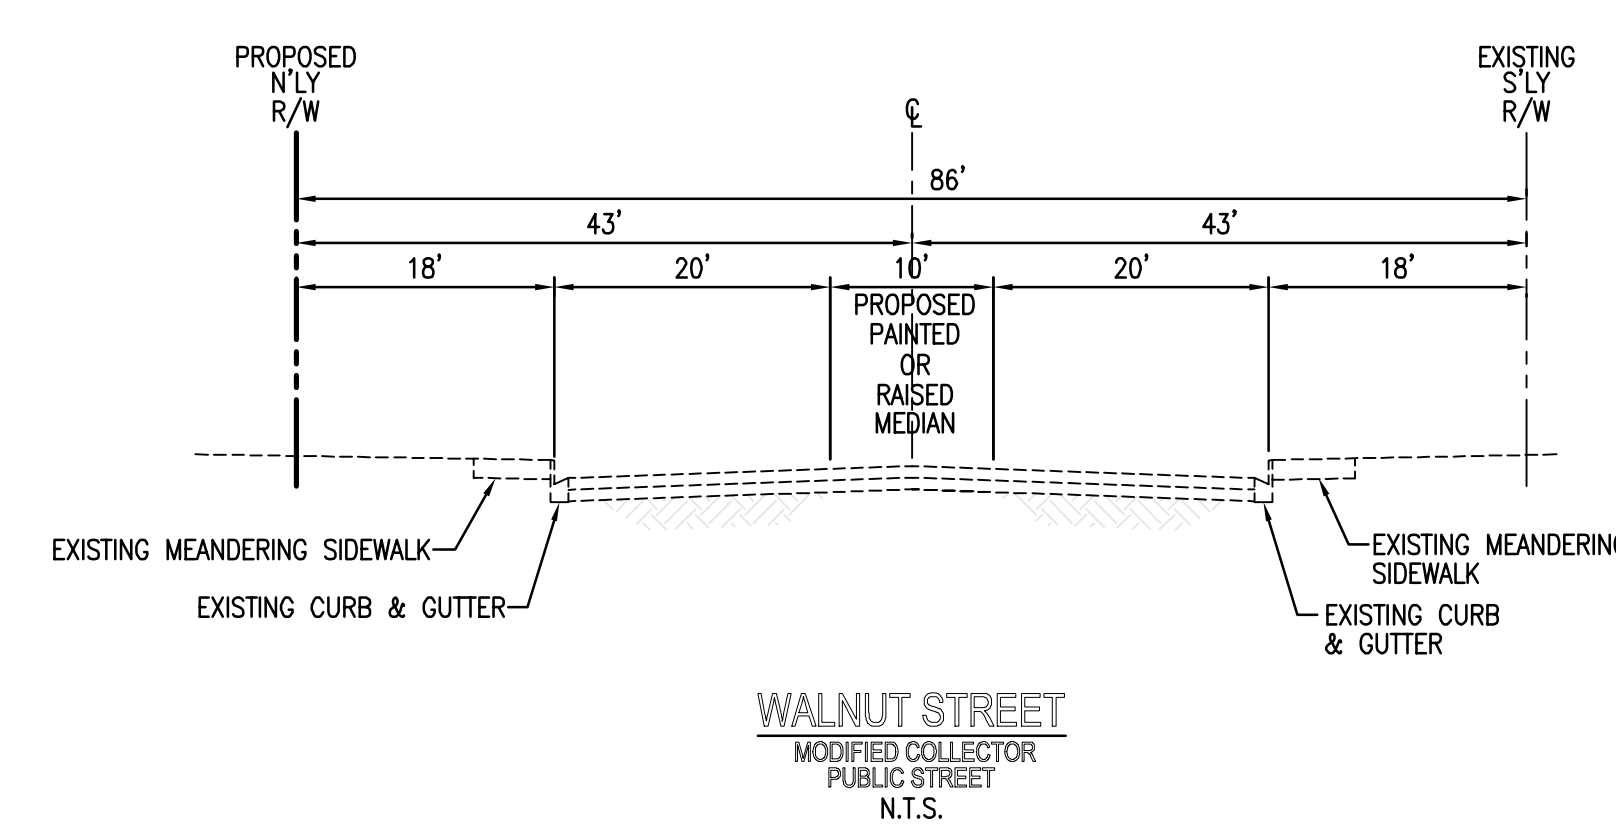 PROPOSED
N'LY
R/W
EXISTING
S'LY
R/W
℄
86'
43'
43'
18'
20'
10'
20'
18'
PROPOSED
PAINTED
OR
RAISED
MEDIAN
EXISTING MEANDERING SIDEWALK
EXISTING CURB & GUTTER
EXISTING MEANDERING
SIDEWALK
EXISTING CURB
& GUTTER
WALNUT STREET
MODIFIED COLLECTOR
PUBLIC STREET
N.T.S.